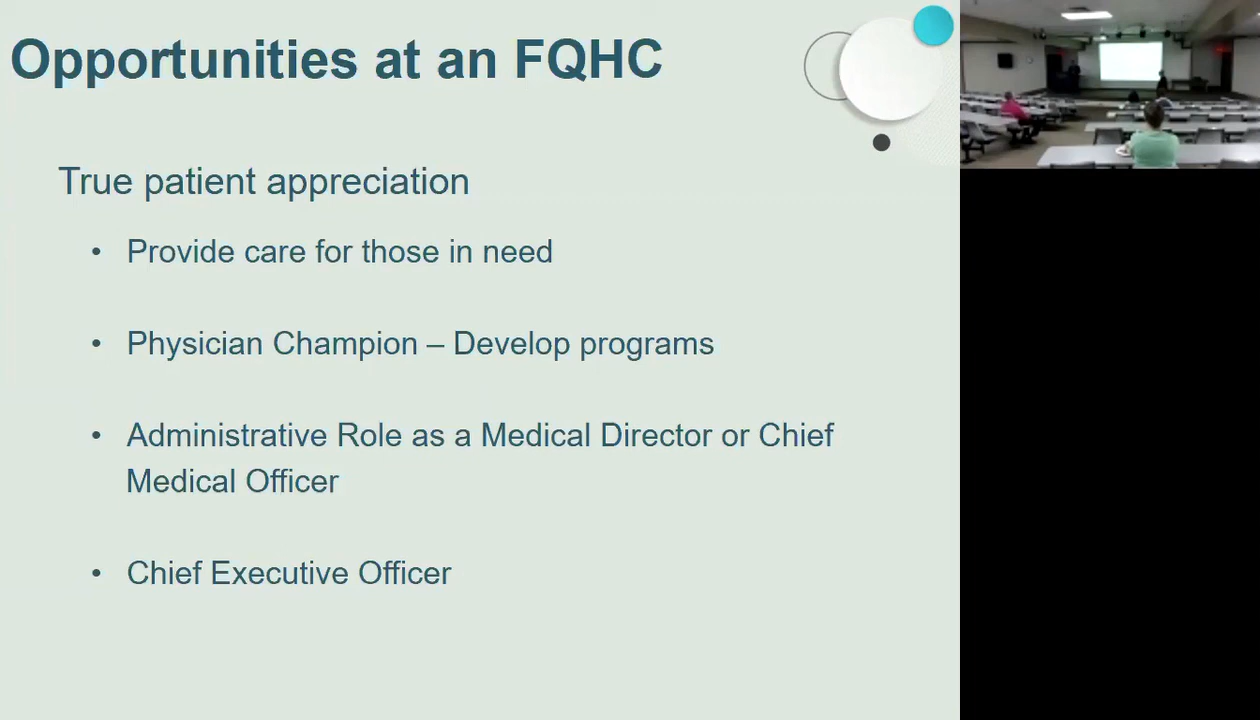 Opportunities at an FQHC
True patient appreciation
• Provide care for those in need
• Physician Champion – Develop programs
• Administrative Role as a Medical Director or Chief
Medical Officer
• Chief Executive Officer